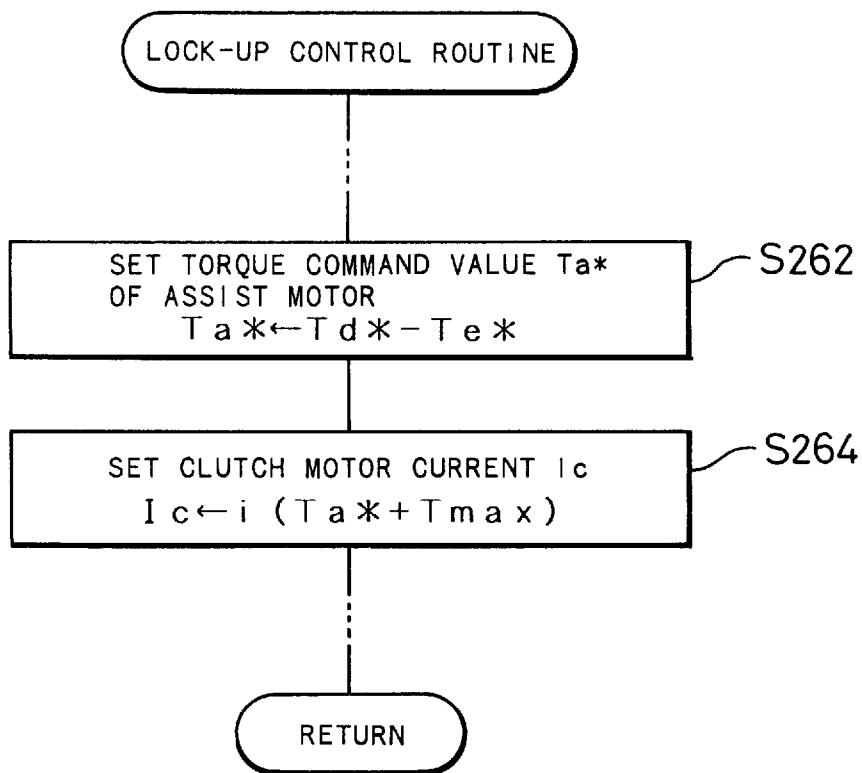 LOCK-UP CONTROL ROUTINE
SET TORQUE COMMAND VALUE Ta*
OF ASSIST MOTOR
Ta*←Td*-Te*
S262
SET CLUTCH MOTOR CURRENT Ic
Ic←i (Ta*+Tmax)
S264
RETURN